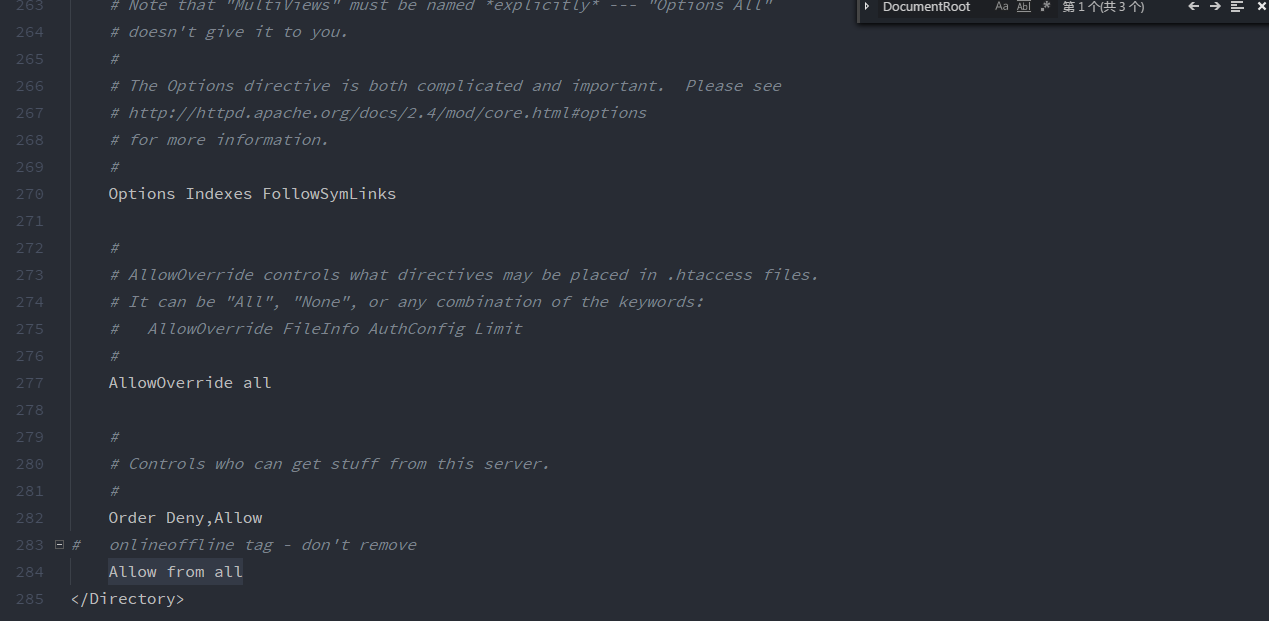 263 # Note that "MultiViews" must be named *explicitly* --- "Options All"
DocumentRoot Aa Abl .* 第 1 个(共 3 个)
264 # doesn't give it to you.
265 #
266 # The Options directive is both complicated and important.  Please see
267 # http://httpd.apache.org/docs/2.4/mod/core.html#options
268 # for more information.
269 #
270 Options Indexes FollowSymLinks
271
272 #
273 # AllowOverride controls what directives may be placed in .htaccess files.
274 # It can be "All", "None", or any combination of the keywords:
275 #   AllowOverride FileInfo AuthConfig Limit
276 #
277 AllowOverride all
278
279 #
280 # Controls who can get stuff from this server.
281 #
282 Order Deny,Allow
283 #   onlineoffline tag - don't remove
284 Allow from all
285 </Directory>